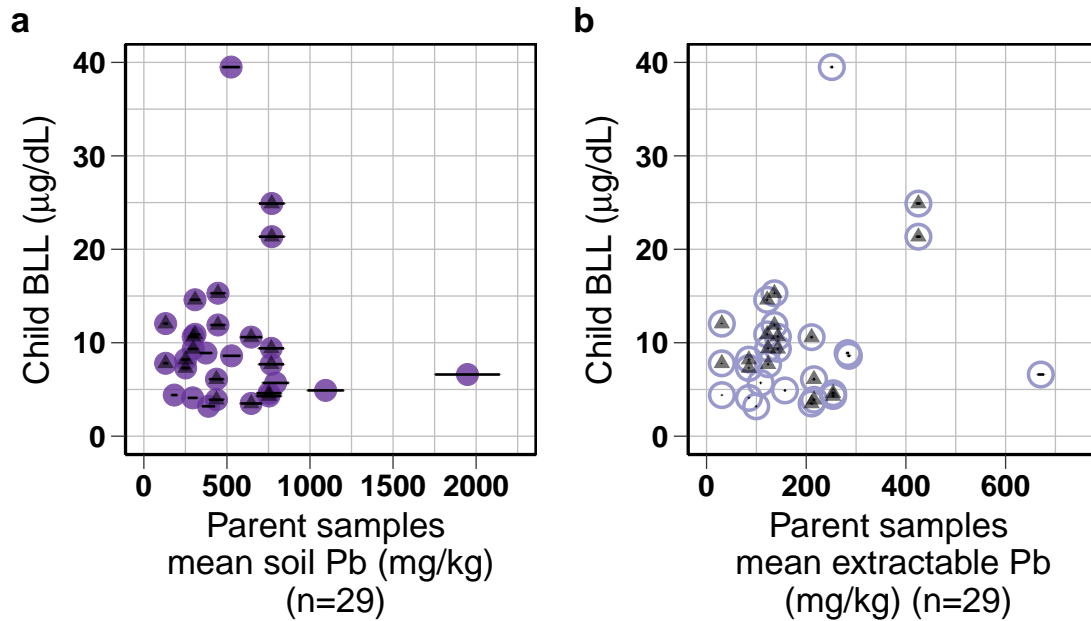 a
b
Child BLL (μg/dL)
40
30
20
10
0
0 500 1000 1500 2000
Parent samples
mean soil Pb (mg/kg)
(n=29)
Child BLL (μg/dL)
40
30
20
10
0
0 200 400 600
Parent samples
mean extractable Pb
(mg/kg) (n=29)